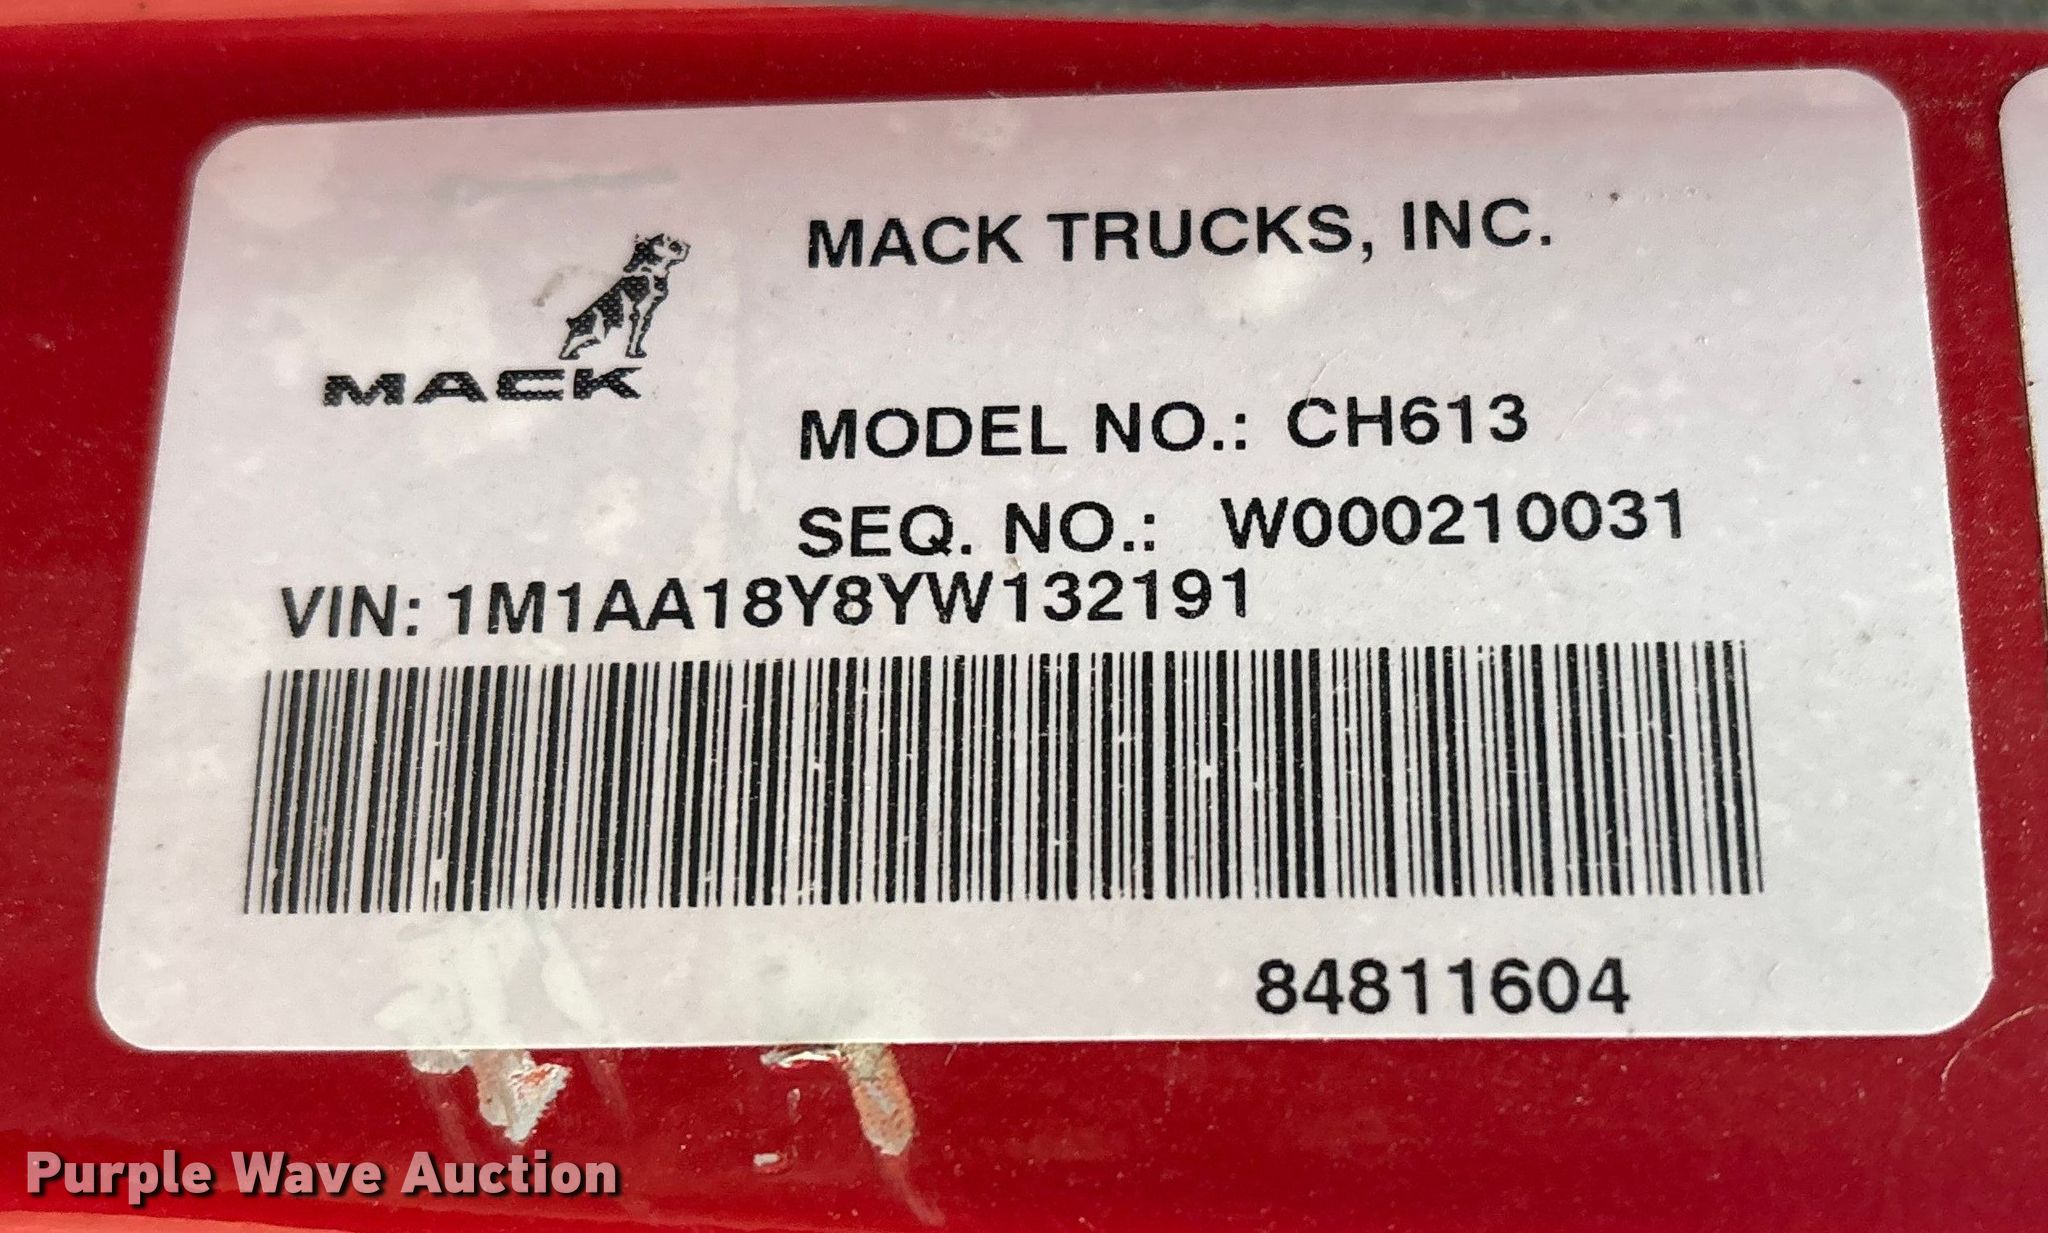 MACK
MACK TRUCKS, INC.
MODEL NO.: CH613
SEQ. NO.: W000210031
VIN: 1M1AA18Y8YW132191
84811604
Purple Wave Auction